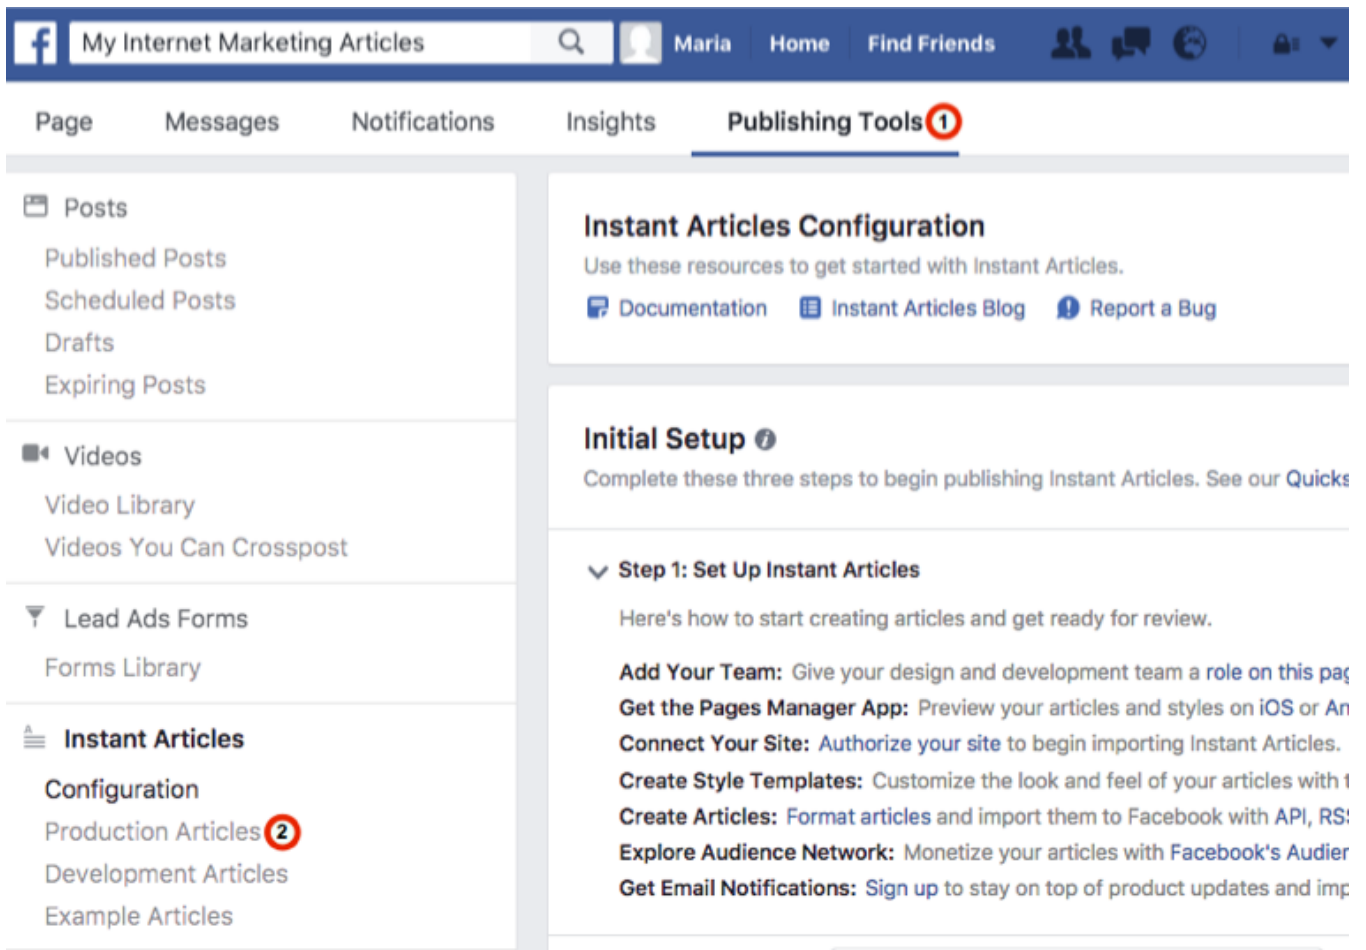 f My Internet Marketing Articles Maria Home Find Friends
Page Messages Notifications Insights Publishing Tools 1
Posts
Published Posts
Scheduled Posts
Drafts
Expiring Posts
Videos
Video Library
Videos You Can Crosspost
Lead Ads Forms
Forms Library
Instant Articles
Configuration
Production Articles 2
Development Articles
Example Articles
Instant Articles Configuration
Use these resources to get started with Instant Articles.
Documentation Instant Articles Blog Report a Bug
Initial Setup
Complete these three steps to begin publishing Instant Articles. See our Quicks
Step 1: Set Up Instant Articles
Here's how to start creating articles and get ready for review.
Add Your Team: Give your design and development team a role on this pag
Get the Pages Manager App: Preview your articles and styles on iOS or An
Connect Your Site: Authorize your site to begin importing Instant Articles.
Create Style Templates: Customize the look and feel of your articles with t
Create Articles: Format articles and import them to Facebook with API, RSS
Explore Audience Network: Monetize your articles with Facebook's Audien
Get Email Notifications: Sign up to stay on top of product updates and imp